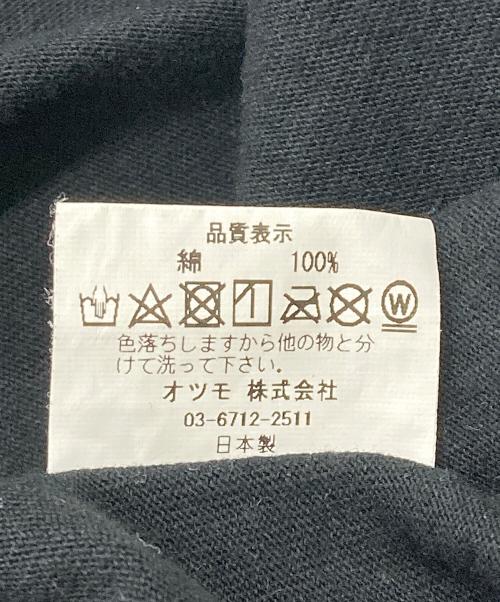 品質表示
綿 100%
W
色落ちしますから他の物と分
けて洗って下さい。
オツモ 株式会社
03-6712-2511
日本製